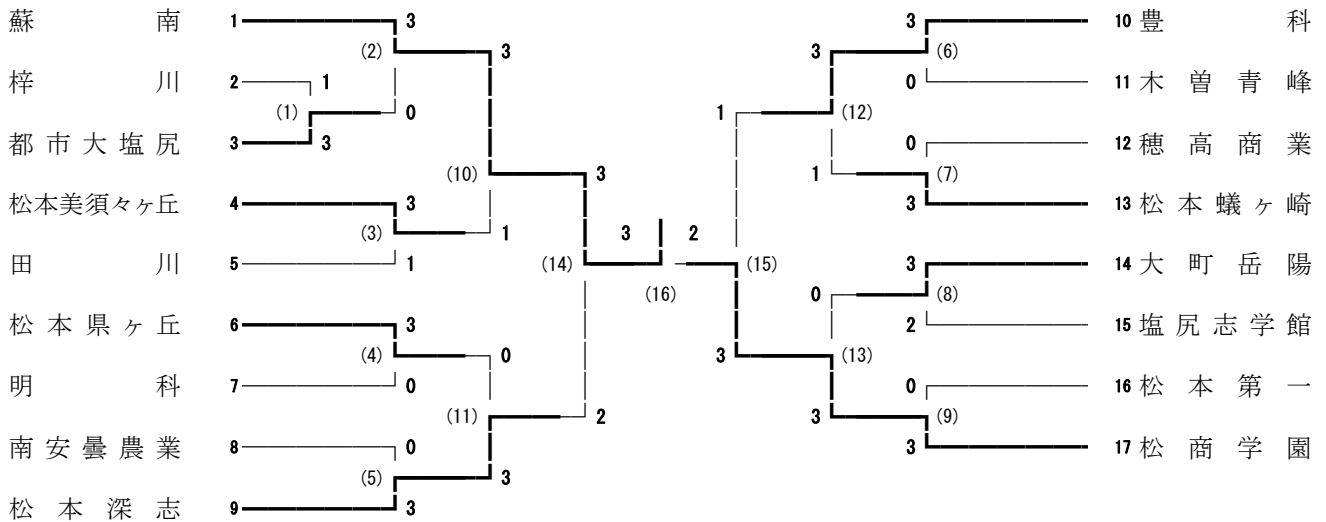 蘇南 1 3 3 10 豊科
(2) 3 3 (6)
梓川 2 1 0 11 木曽青峰
(1) 0 1 (12)
都市大塩尻 3 3 0 12 穂高商業
(10) 3 1 (7)
松本美須々ヶ丘 4 3 3 13 松本蟻ヶ崎
(3) 1 3 2
田川 5 1 (14) (15) 3 14 大町岳陽
(16) 0 (8)
松本県ヶ丘 6 3 2 15 塩尻志学館
(4) 0 3 (13)
明科 7 0 0 16 松本第一
(11) 2 3 (9)
南安曇農業 8 0 3 17 松商学園
(5) 3
松本深志 9 3